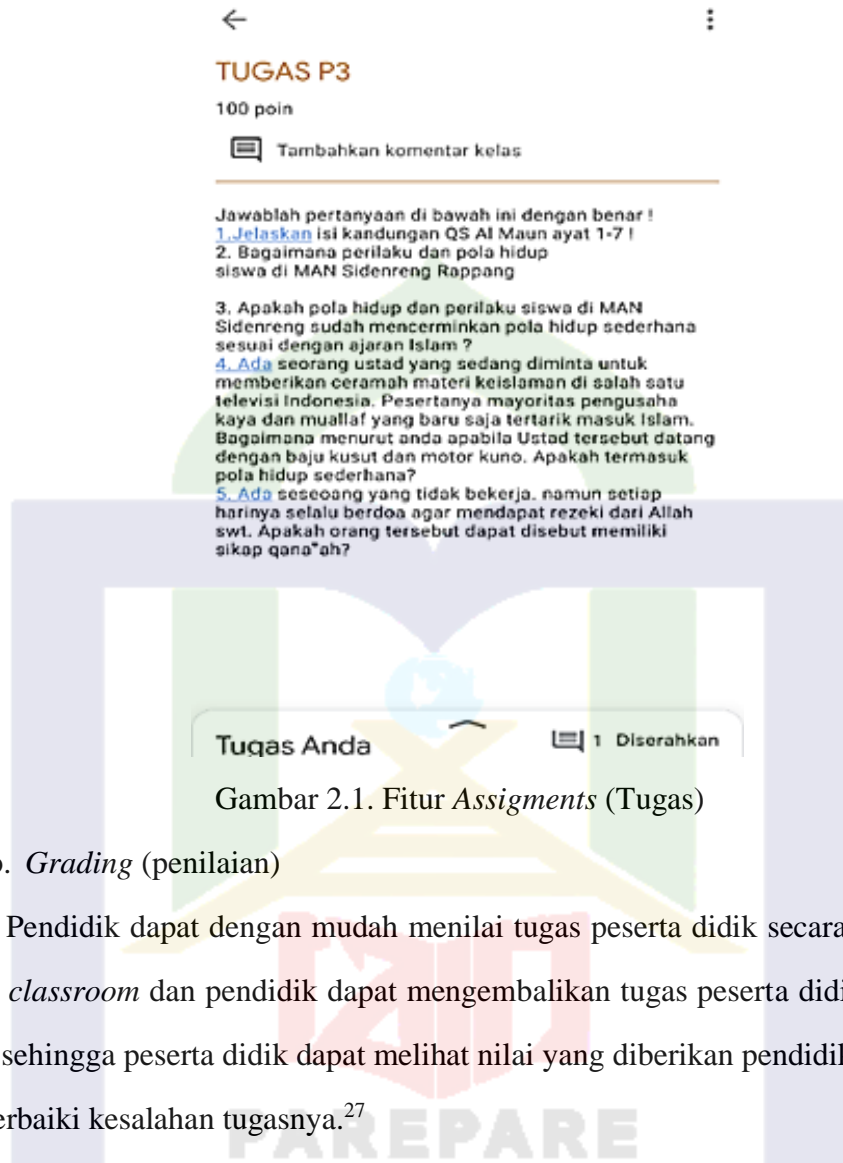 TUGAS P3
100 poin
Tambahkan komentar kelas
Jawablah pertanyaan di bawah ini dengan benar !
1.Jelaskan isi kandungan QS Al Maun ayat 1-7 !
2. Bagaimana perilaku dan pola hidup
siswa di MAN Sidenreng Rappang
3. Apakah pola hidup dan perilaku siswa di MAN
Sidenreng sudah mencerminkan pola hidup sederhana
sesuai dengan ajaran Islam ?
4. Ada seorang ustad yang sedang diminta untuk
memberikan ceramah materi keislaman di salah satu
televisi Indonesia. Pesertanya mayoritas pengusaha
kaya dan muallaf yang baru saja tertarik masuk Islam.
Bagaimana menurut anda apabila Ustad tersebut datang
dengan baju kusut dan motor kuno. Apakah termasuk
pola hidup sederhana?
5. Ada seseoang yang tidak bekerja, namun setiap
harinya selalu berdoa agar mendapat rezeki dari Allah
swt. Apakah orang tersebut dapat disebut memiliki
sikap qana"ah?
Tugas Anda
1 Diserahkan
Gambar 2.1. Fitur Assigments (Tugas)
. Grading (penilaian)
Pendidik dapat dengan mudah menilai tugas peserta didik secara
classroom dan pendidik dapat mengembalikan tugas peserta didi
sehingga peserta didik dapat melihat nilai yang diberikan pendidik
erbaiki kesalahan tugasnya.27
PAREPARE